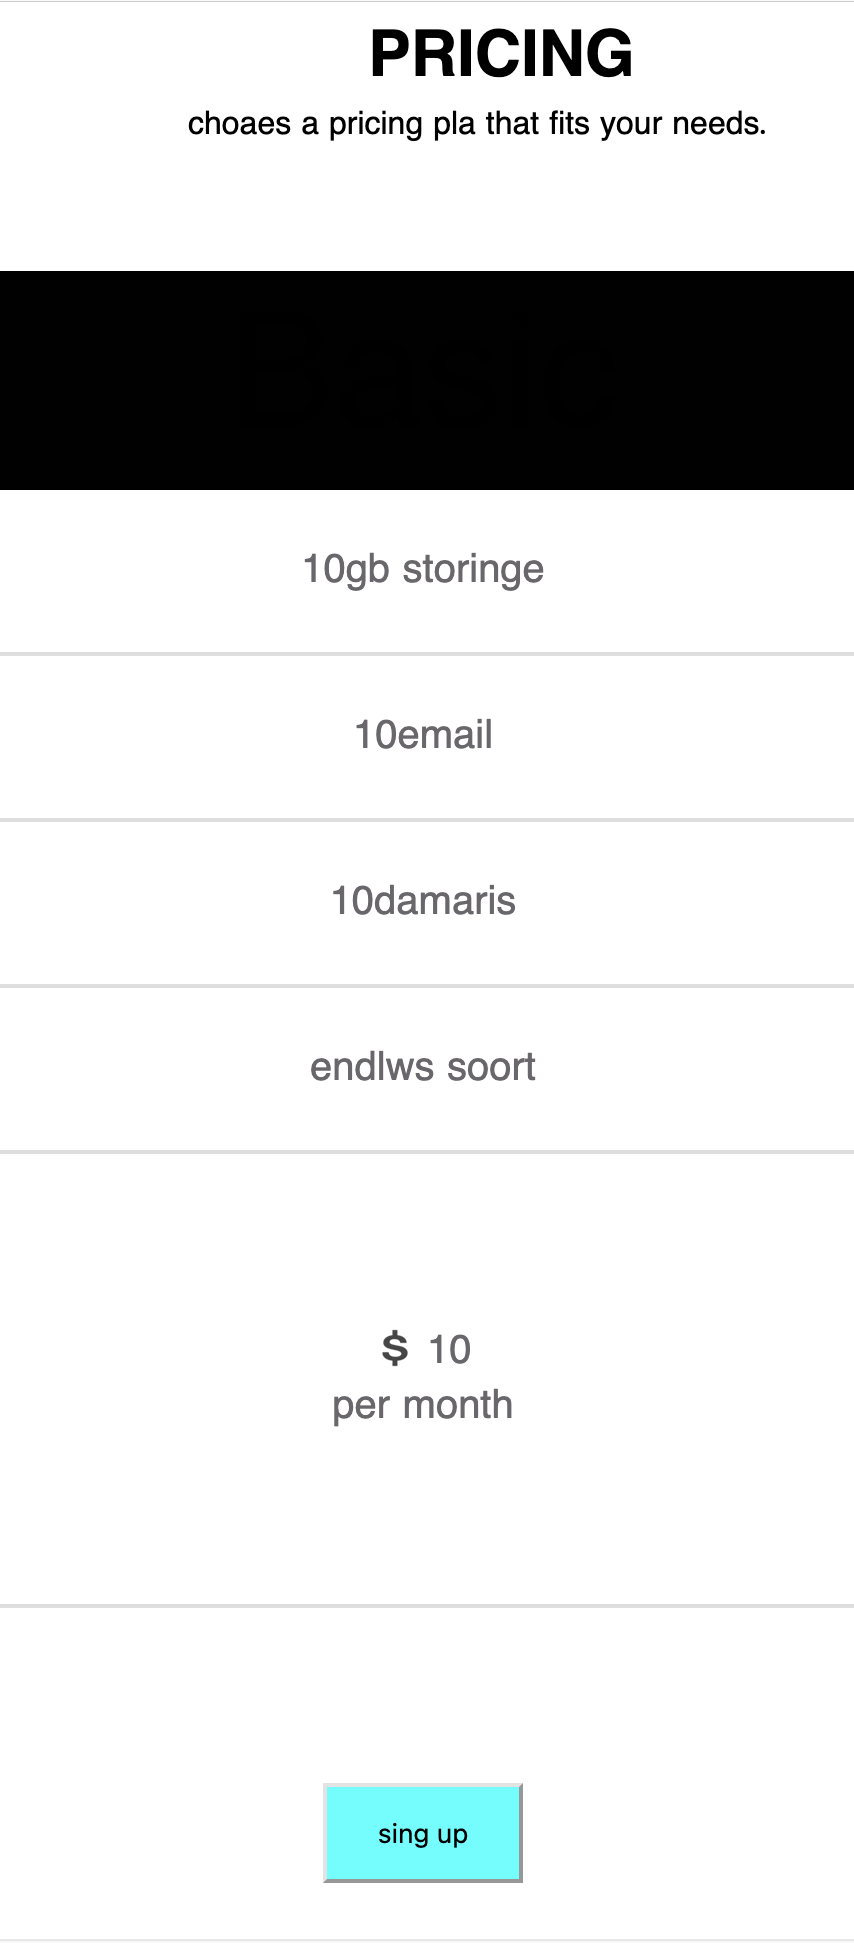 PRICING
choaes a pricing pla that fits your needs.
Basic
10gb storinge
10email
10damaris
endlws soort
$ 10
per month
sing up